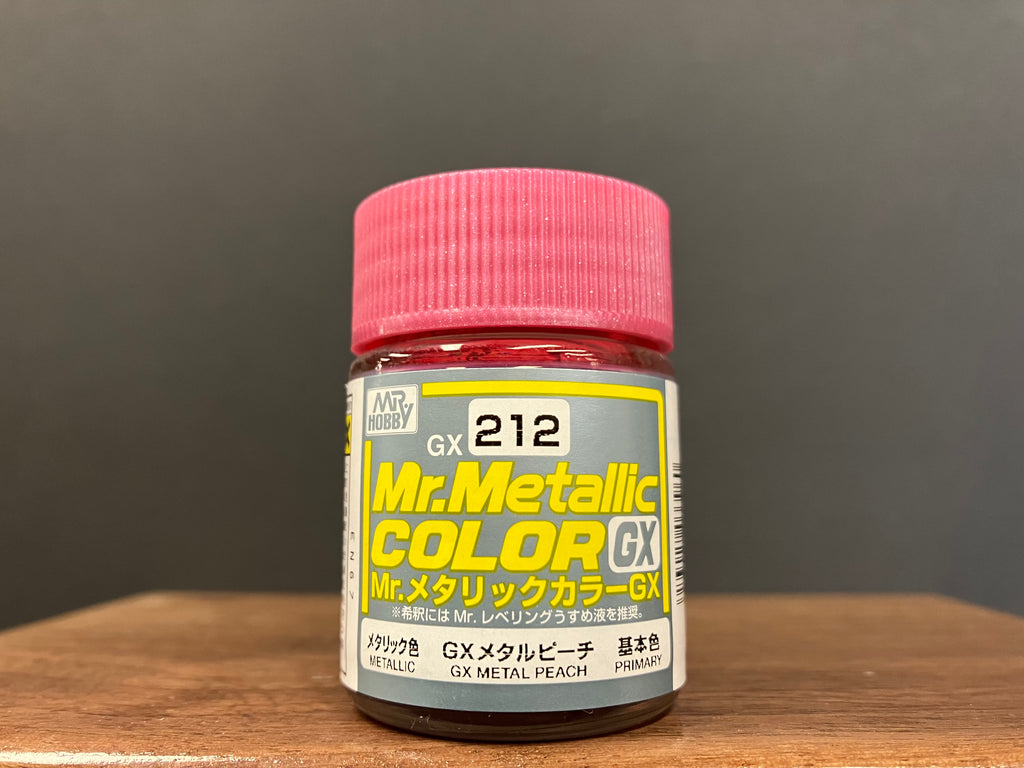 MR. HOBBY
GX 212
Mr.Metallic
COLOR GX
Mr.メタリックカラーGX
※希釈には Mr. レベリングうすめ液を推奨。
メタリック色 GXメタルピーチ 基本色
METALLIC GX METAL PEACH PRIMARY